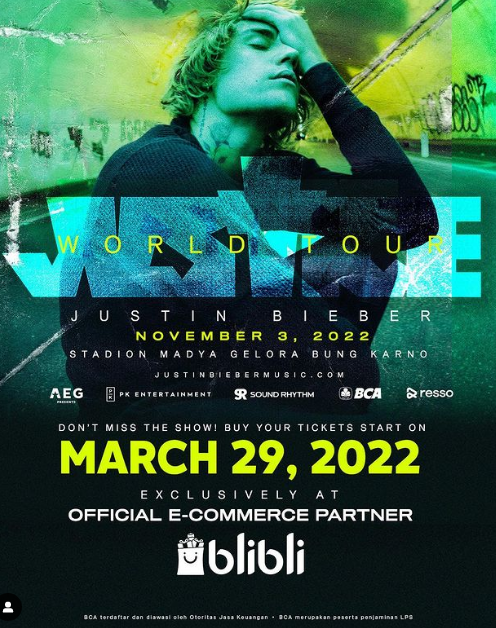 JUSTICE
WORLD TOUR
JUSTIN BIEBER
NOVEMBER 3, 2022
STADION MADYA GELORA BUNG KARNO
JUSTINBIEBERMUSIC.COM
AEG PRESENTS PK ENTERTAINMENT SR SOUND RHYTHM BCA resso
DON'T MISS THE SHOW! BUY YOUR TICKETS START ON
MARCH 29, 2022
EXCLUSIVELY AT
OFFICIAL E-COMMERCE PARTNER
blibli
BCA terdaftar dan diawasi oleh Otoritas Jasa Keuangan • BCA merupakan peserta penjaminan LPS